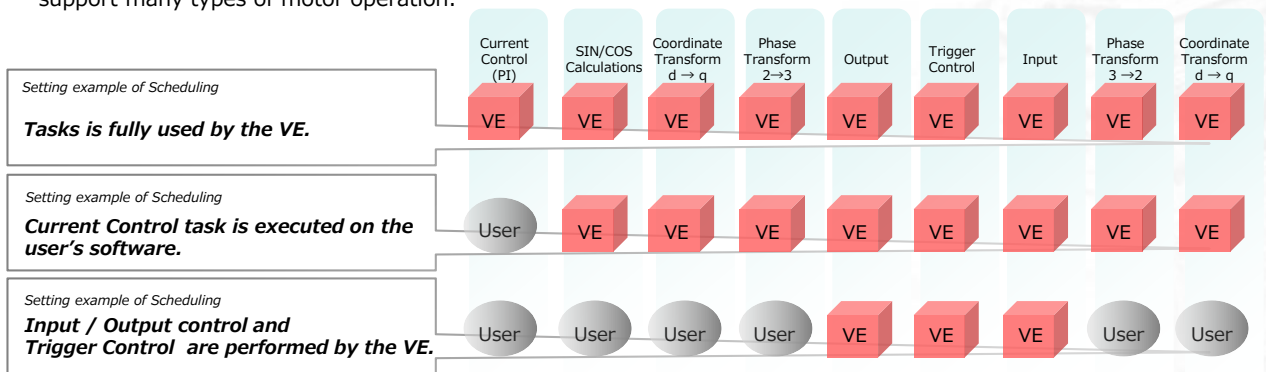 support many types of motor operation.
Current
Control
(PI)
SIN/COS
Calculations
Coordinate
Transform
d → q
Phase
Transform
2→3
Output
Trigger
Control
Input
Phase
Transform
3 →2
Coordinate
Transform
d → q
Setting example of Scheduling
Tasks is fully used by the VE.
VE VE VE VE VE VE VE VE VE
Setting example of Scheduling
Current Control task is executed on the
user's software.
User VE VE VE VE VE VE VE VE
Setting example of Scheduling
Input / Output control and
Trigger Control are performed by the VE.
User User User User VE VE VE User User